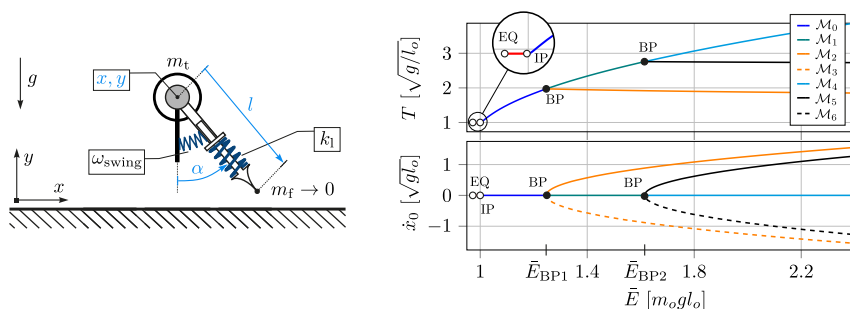 g
m_t
x, y
l
k_l
ω_swing
α
m_f → 0
y
x
T [√g/l_o]
3
2
1
EQ
IP
BP
BP
M_0
M_1
M_2
M_3
M_4
M_5
M_6
ẋ_0 [√gl_o]
1
0
−1
EQ
IP
BP
BP
1
Ē_BP1
1.4
Ē_BP2
1.8
2.2
Ē [m_o gl_o]